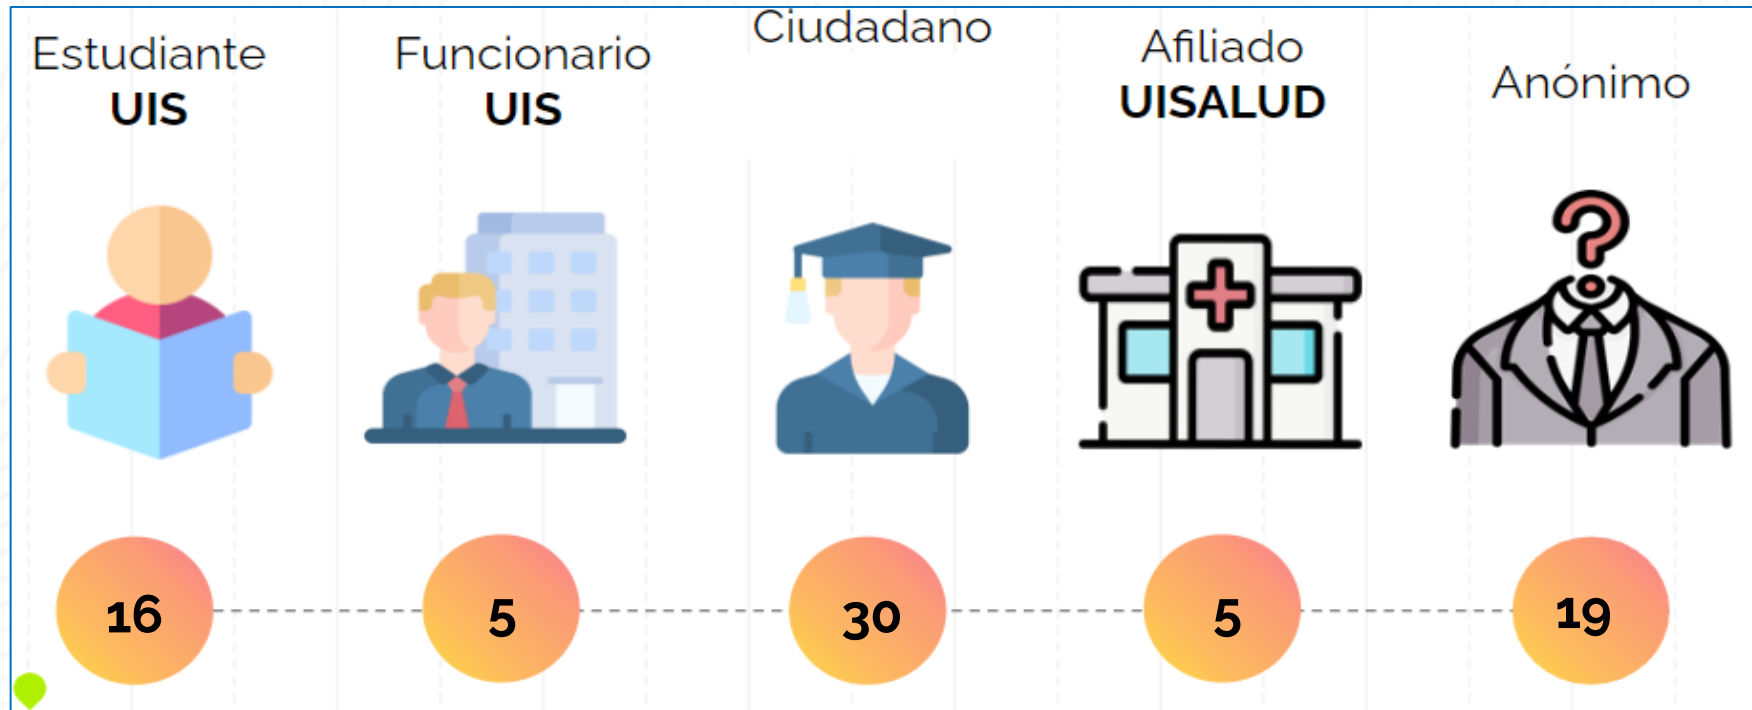 Estudiante
UIS
Funcionario
UIS
Ciudadano
Afiliado
UISALUD
Anónimo
16
5
30
5
19